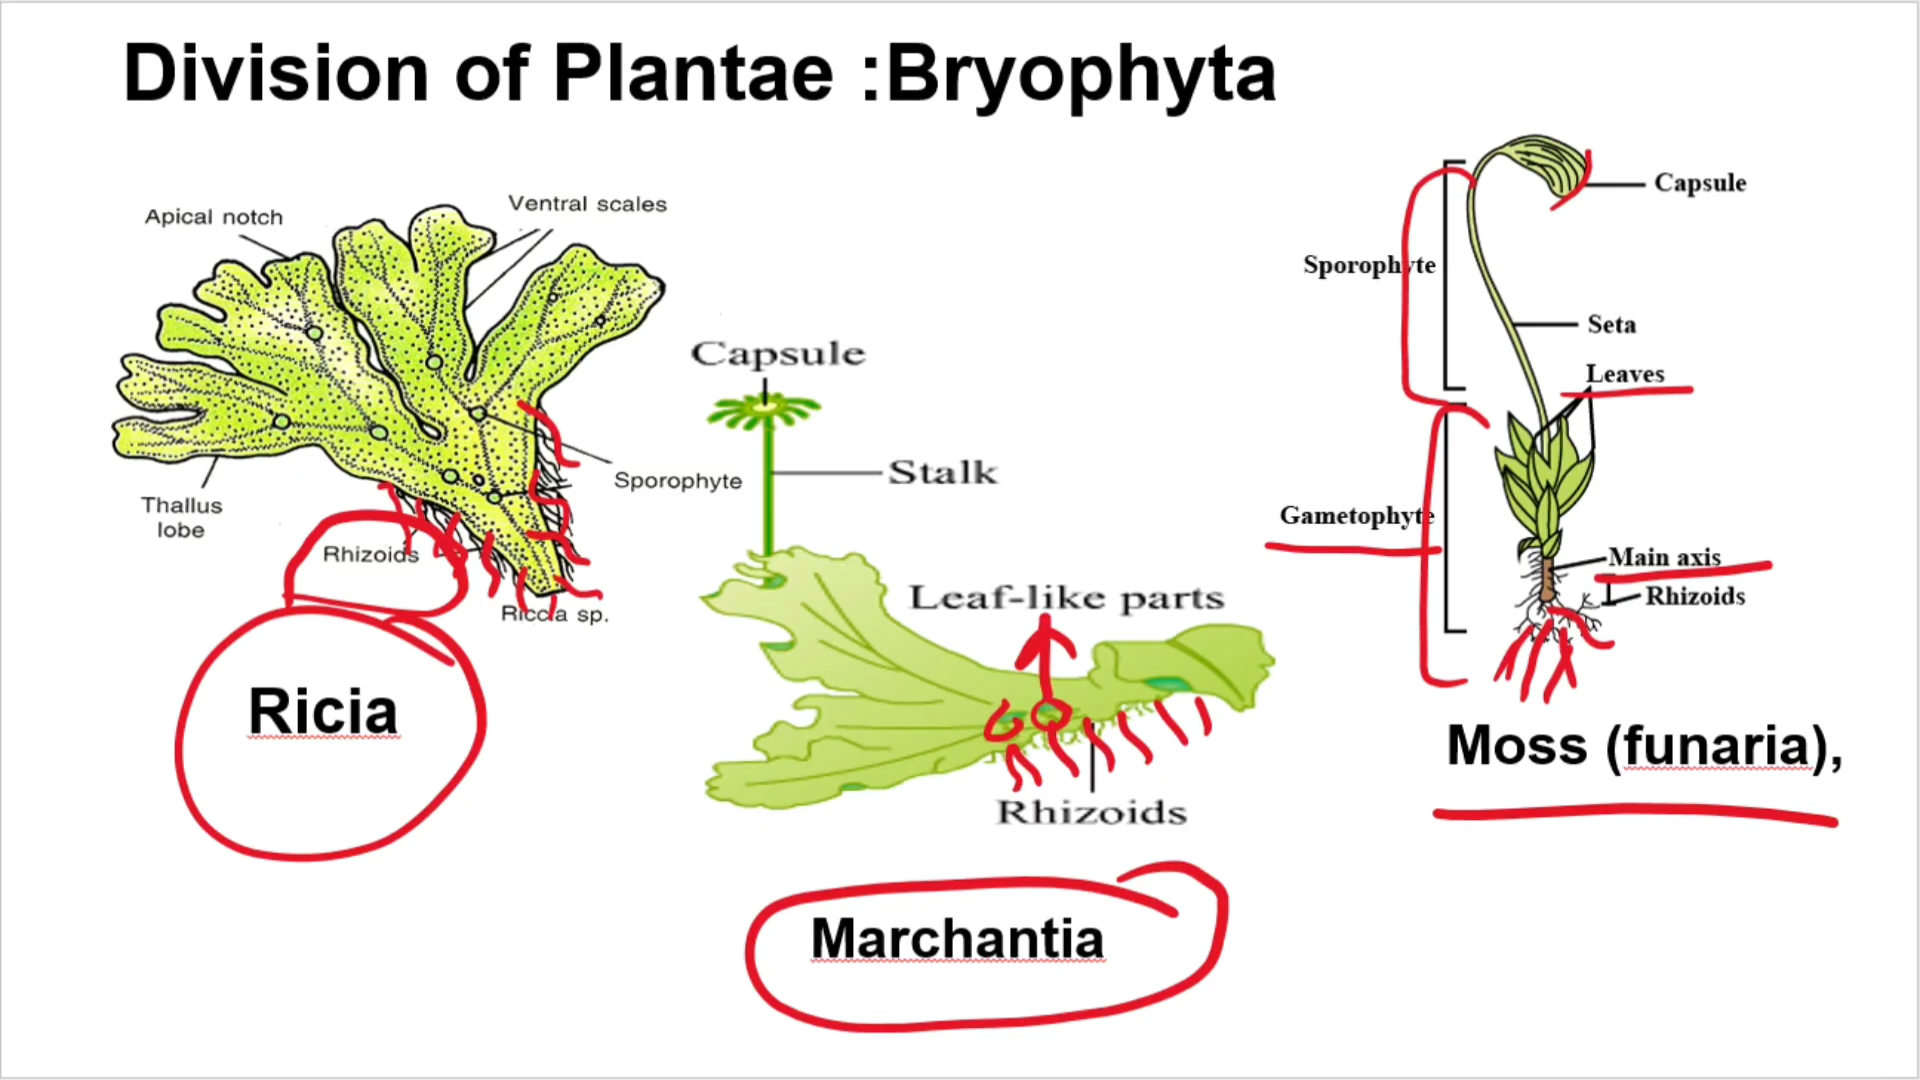 Division of Plantae :Bryophyta
Apical notch
Ventral scales
Thallus
lobe
Rhizoids
Sporophyte
Riccia sp.
Ricia
Capsule
Stalk
Leaf-like parts
Rhizoids
Marchantia
Capsule
Sporophyte
Seta
Leaves
Gametophyte
Main axis
Rhizoids
Moss (funaria),